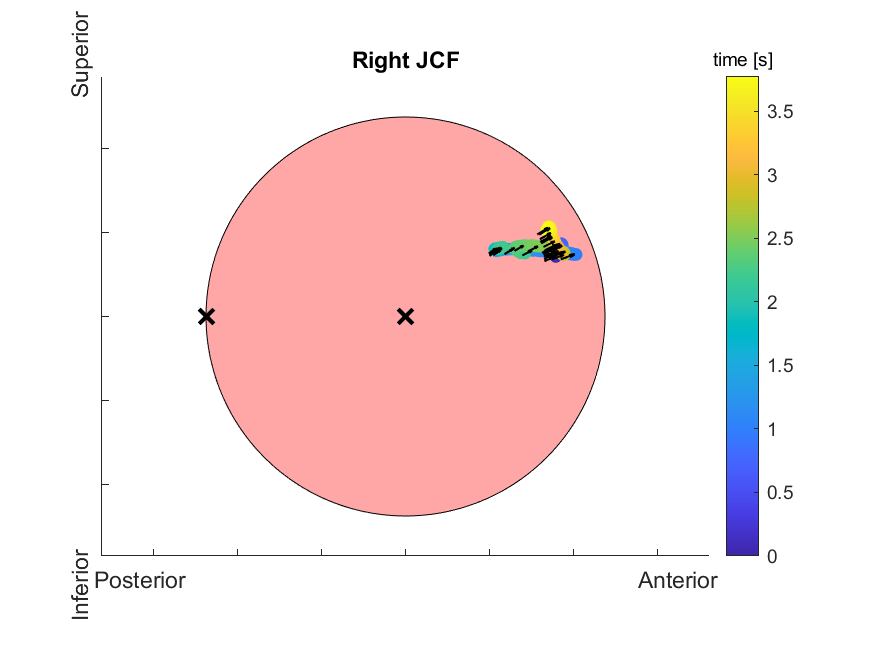 Right JCF
time [s]
Superior
Inferior
Posterior
Anterior
3.5
3
2.5
2
1.5
1
0.5
0